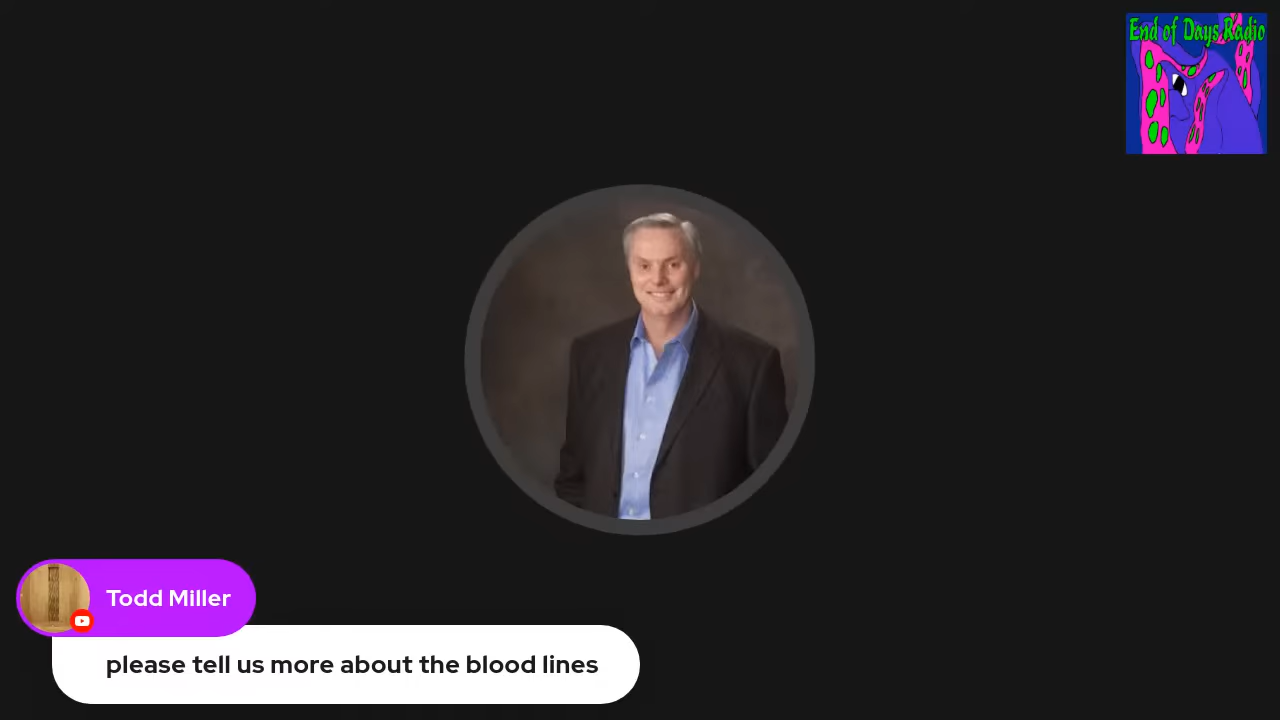 End of Days Radio
Todd Miller
please tell us more about the blood lines